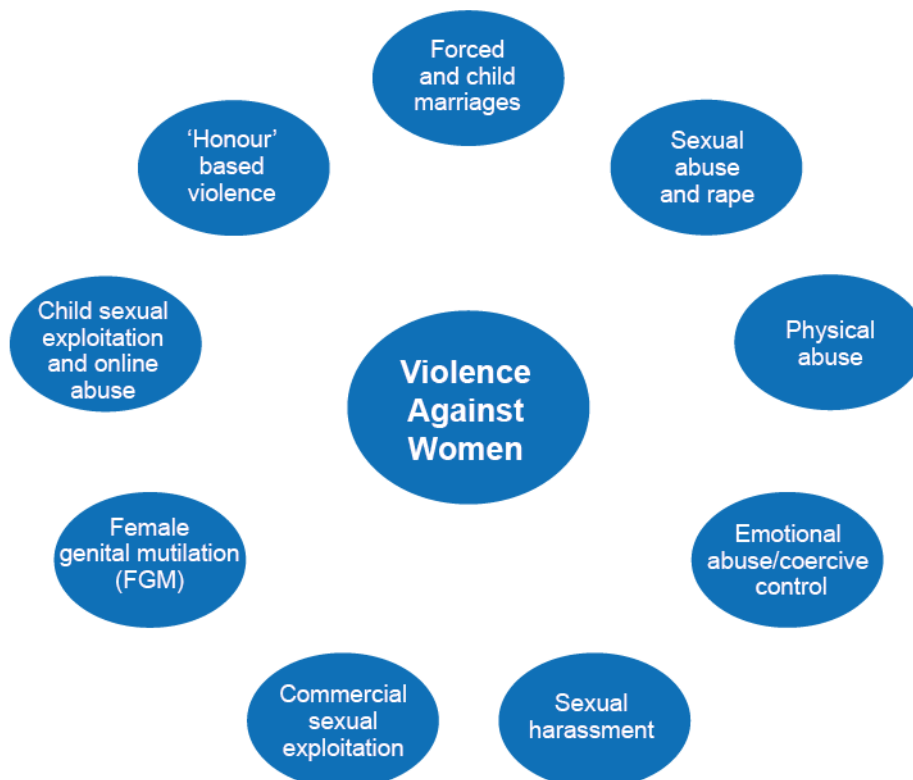 Forced
and child
marriages
‘Honour’
based
violence
Sexual
abuse
and rape
Child sexual
exploitation
and online
abuse
Violence
Against
Women
Physical
abuse
Female
genital mutilation
(FGM)
Emotional
abuse/coercive
control
Commercial
sexual
exploitation
Sexual
harassment